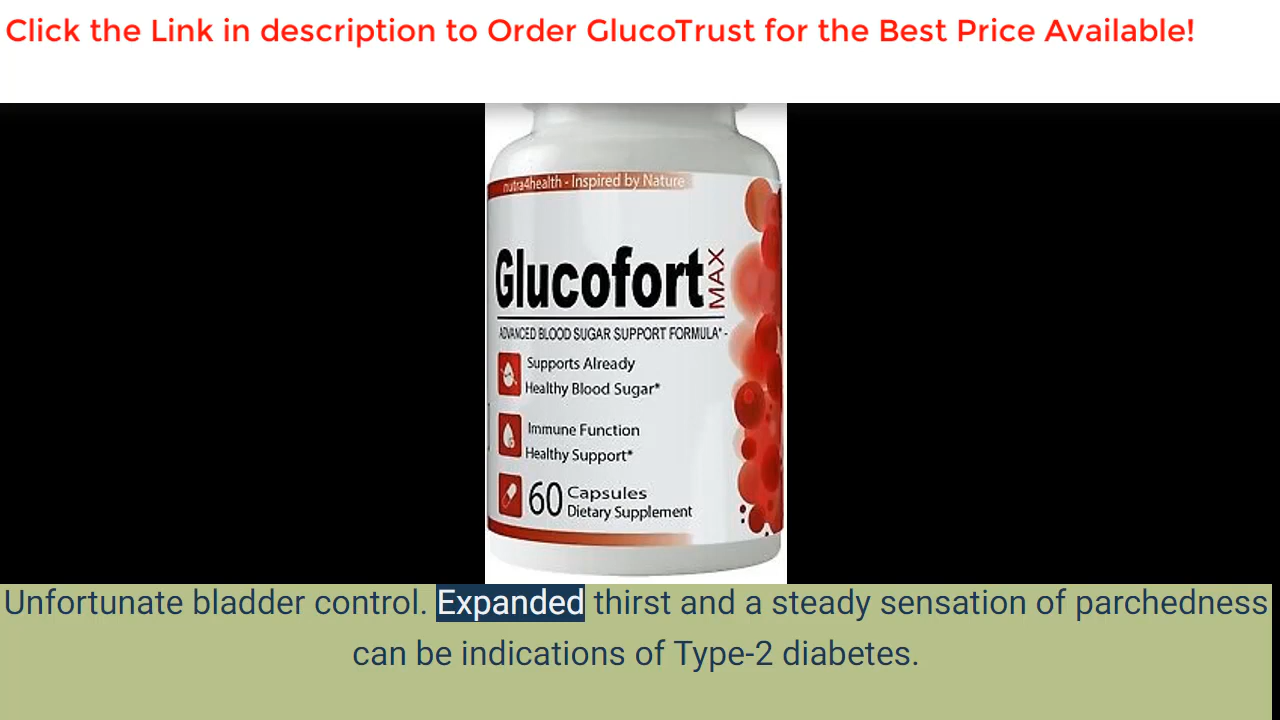 Click the Link in description to Order GlucoTrust for the Best Price Available!
nutra4health - Inspired by Nature
Glucofort MAX
ADVANCED BLOOD SUGAR SUPPORT FORMULA* -
Supports Already
Healthy Blood Sugar*
Immune Function
Healthy Support*
60 Capsules
Dietary Supplement
Unfortunate bladder control. Expanded thirst and a steady sensation of parchedness
can be indications of Type-2 diabetes.